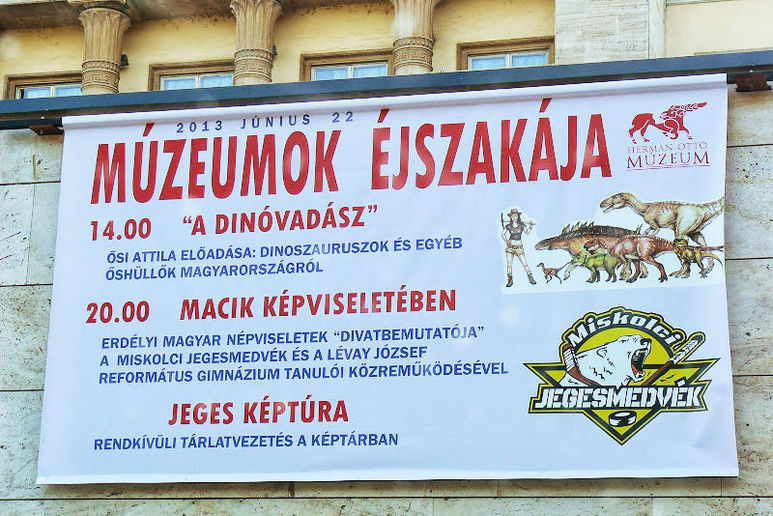 2013 JÚNIUS 22
MÚZEUMOK ÉJSZAKÁJA
HERMAN OTTÓ
MÚZEUM
14.00 "A DINÓVADÁSZ"
ŐSI ATTILA ELŐADÁSA: DINOSZAURUSZOK ÉS EGYÉB
ŐSHÜLLŐK MAGYARORSZÁGRÓL
20.00 MACIK KÉPVISELETÉBEN
ERDÉLYI MAGYAR NÉPVISELETEK "DIVATBEMUTATÓJA"
A MISKOLCI JEGESMEDVÉK ÉS A LÉVAY JÓZSEF
REFORMÁTUS GIMNÁZIUM TANULÓI KÖZREMŰKÖDÉSÉVEL
Miskolci
JEGESMEDVÉK
JEGES KÉPTÚRA
RENDKÍVÜLI TÁRLATVEZETÉS A KÉPTÁRBAN